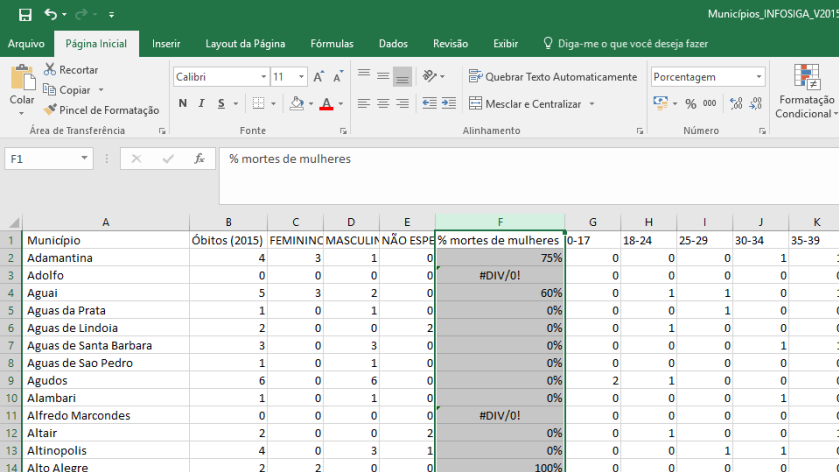 Municípios_INFOSIGA_V2015
Arquivo Página Inicial Inserir Layout da Página Fórmulas Dados Revisão Exibir Diga-me o que você deseja fazer
Colar
Recortar
Copiar
Pincel de Formatação
Área de Transferência
Calibri 11
N I S
Fonte
Quebrar Texto Automaticamente
Mesclar e Centralizar
Alinhamento
Porcentagem
% 000
Número
Formatação
Condicional
F1 fx % mortes de mulheres
A B C D E F G H I J K
1 Município Óbitos (2015) FEMININO MASCULIN NÃO ESPE % mortes de mulheres 0-17 18-24 25-29 30-34 35-39
2 Adamantina 4 3 1 0 75% 0 0 0 1 1
3 Adolfo 0 0 0 0 #DIV/0! 0 0 0 0 0
4 Aguai 5 3 2 0 60% 0 1 1 0 0
5 Aguas da Prata 1 0 1 0 0% 0 0 1 0 0
6 Aguas de Lindoia 2 0 0 2 0% 0 1 0 0 0
7 Aguas de Santa Barbara 3 0 3 0 0% 0 0 0 1 1
8 Aguas de Sao Pedro 1 0 1 0 0% 0 0 0 0 0
9 Agudos 6 0 6 0 0% 2 1 0 0 0
10 Alambari 1 0 1 0 0% 0 0 0 1 0
11 Alfredo Marcondes 0 0 0 0 #DIV/0! 0 0 0 0 0
12 Altair 2 0 0 2 0% 0 1 0 0 1
13 Altinopolis 4 0 3 1 0% 0 0 1 1 0
14 Alto Alegre 2 2 0 0 100% 0 0 0 0 0